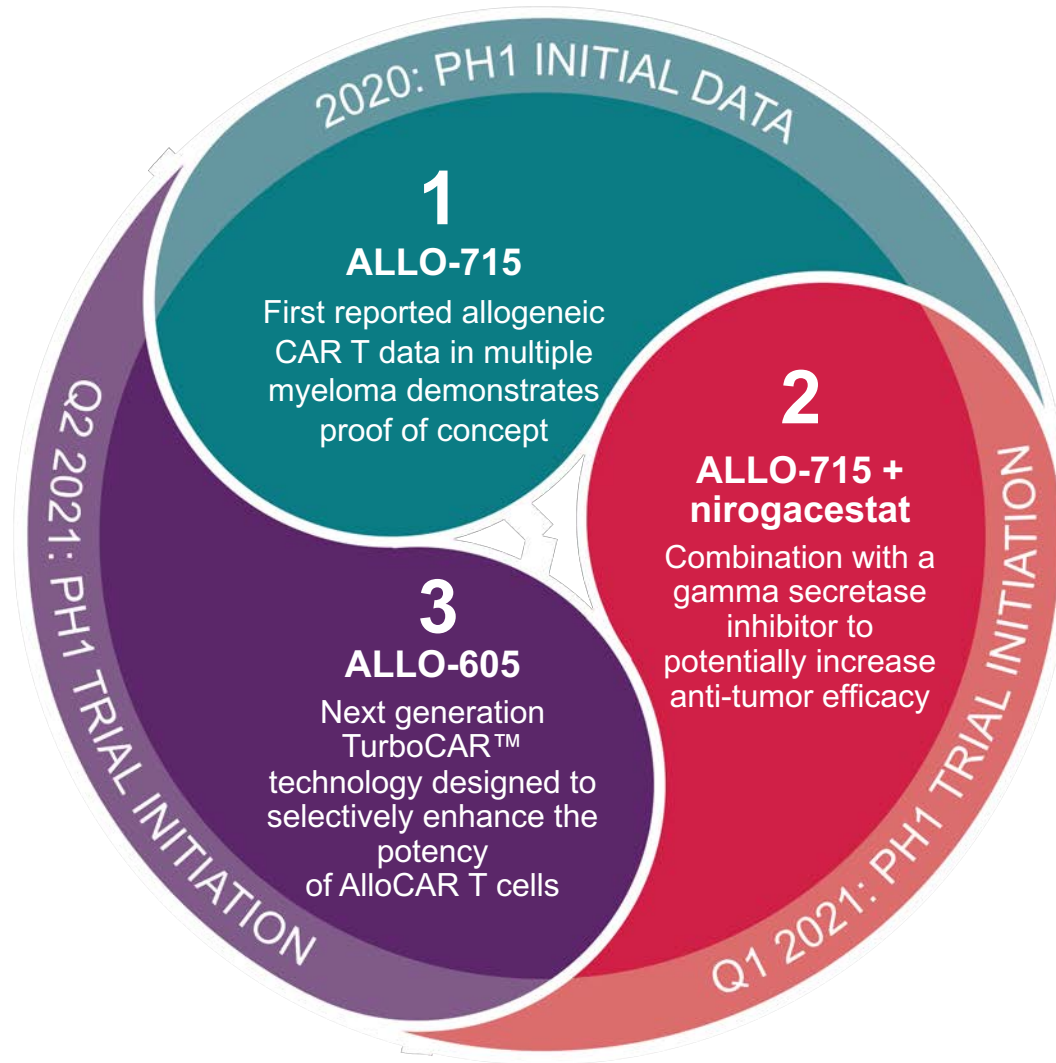 2020: PH1 INITIAL DATA
1
ALLO-715
First reported allogeneic
CAR T data in multiple
myeloma demonstrates
proof of concept
2
ALLO-715 +
nirogacestat
Combination with a
gamma secretase
inhibitor to
potentially increase
anti-tumor efficacy
Q1 2021: PH1 TRIAL INITIATION
3
ALLO-605
Next generation
TurboCAR™
technology designed to
selectively enhance the
potency
of AlloCAR T cells
Q2 2021: PH1 TRIAL INITIATION